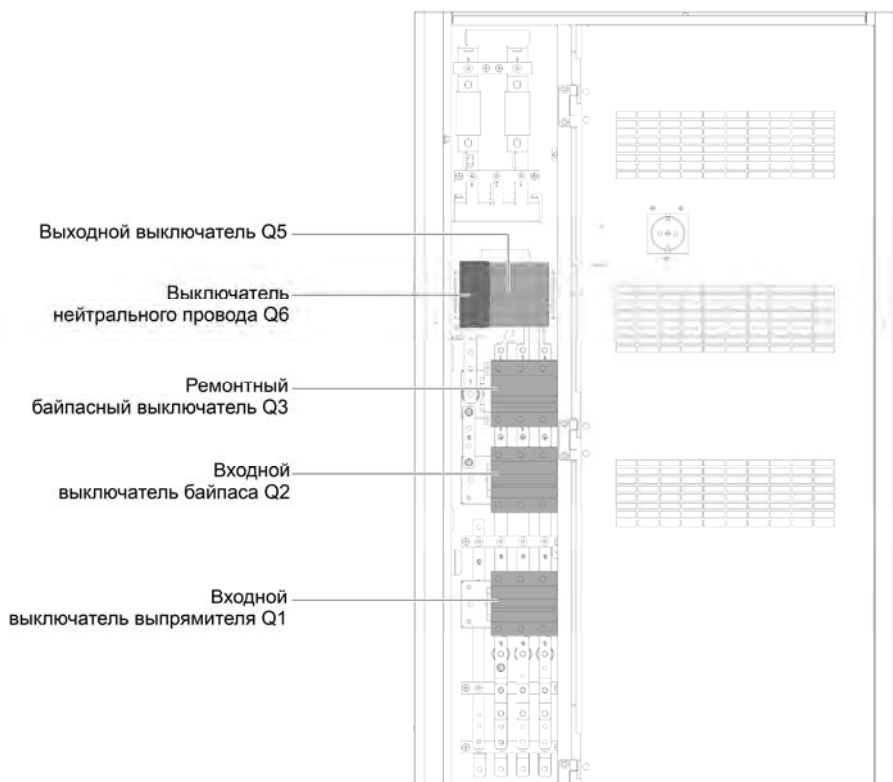 Выходной выключатель Q5
Выключатель
нейтрального провода Q6
Ремонтный
байпасный выключатель Q3
Входной
выключатель байпаса Q2
Входной
выключатель выпрямителя Q1